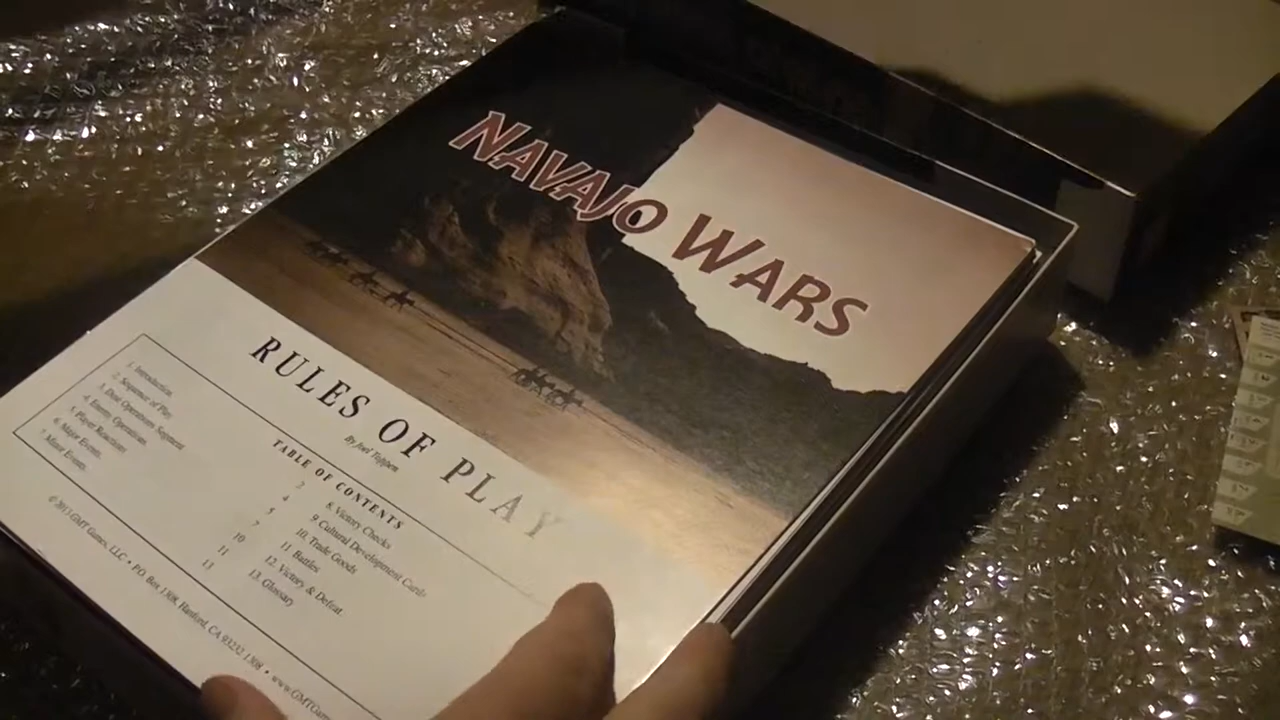 NAVAJO WARS
RULES OF PLAY
By Joel Toppen
TABLE OF CONTENTS
1. Introduction 2
2. Sequence of Play 4
3. Dual Operations Segment 5
4. Enemy Operations 7
5. Player Reactions 10
6. Major Events 11
7. Minor Events 13
8. Victory Checks
9. Cultural Development Cards
10. Trade Goods
11. Battles
12. Victory & Defeat
13. Glossary
© 2013 GMT Games, LLC • P.O. Box 1308, Hanford, CA 93232-1308 • www.GMTGam